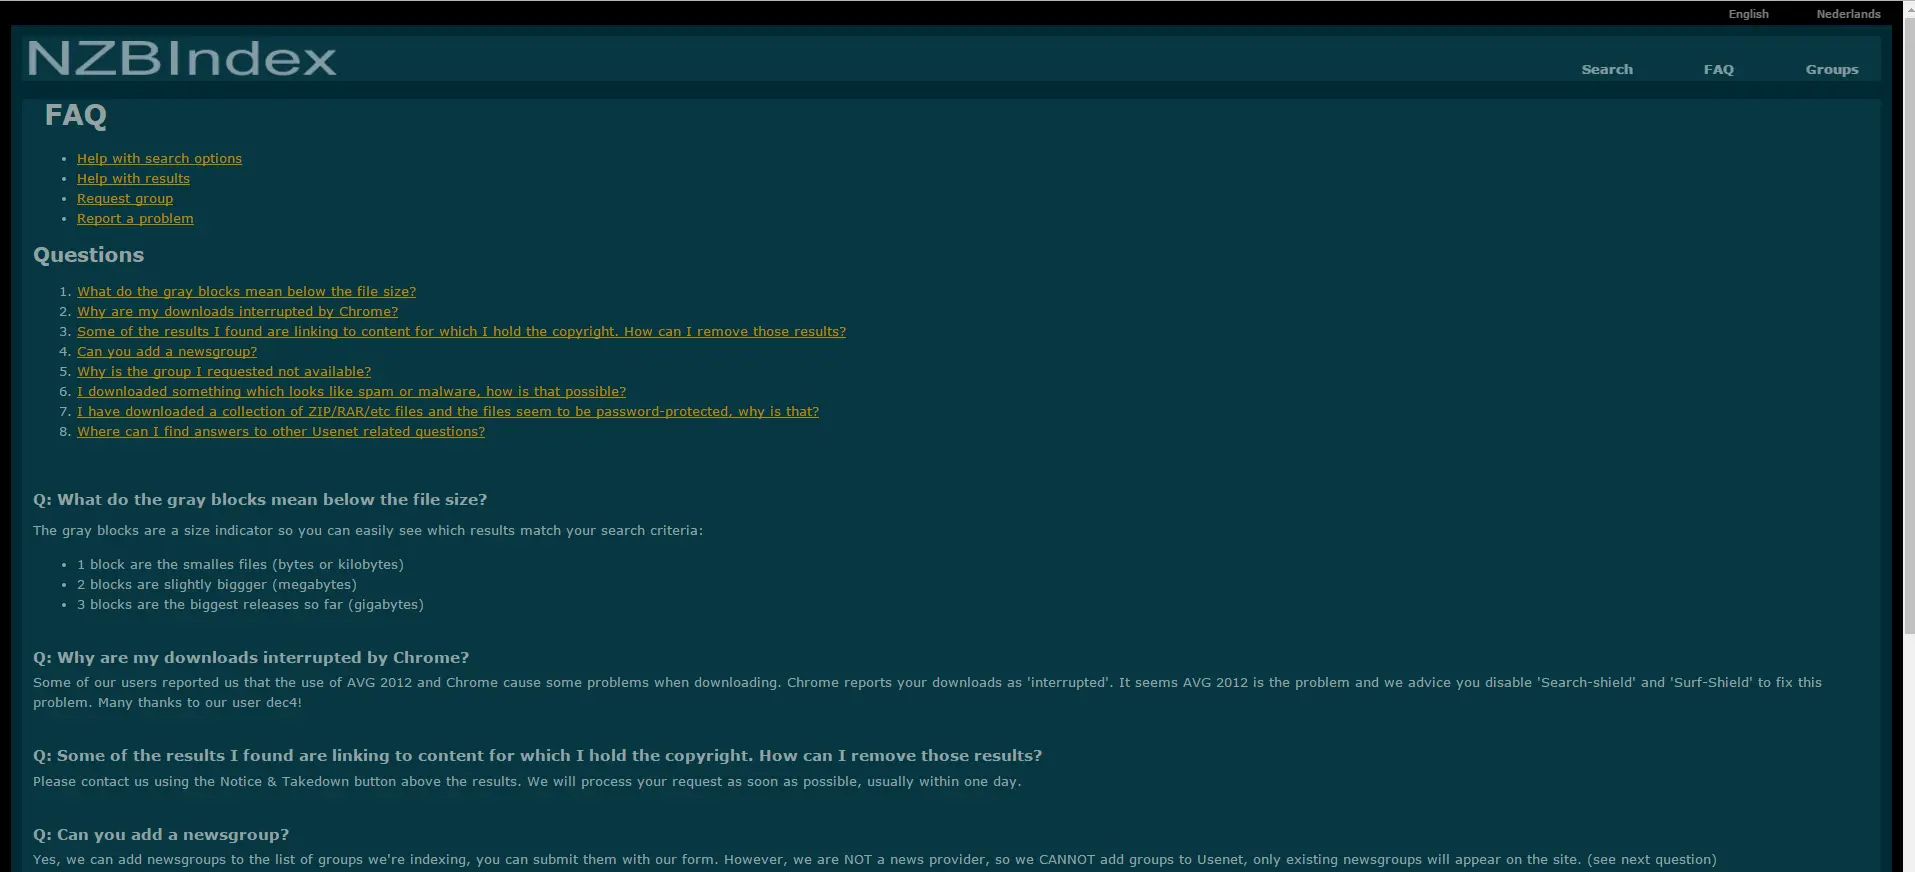 English Nederlands
NZBIndex
Search FAQ Groups
FAQ
• Help with search options
• Help with results
• Request group
• Report a problem
Questions
1. What do the gray blocks mean below the file size?
2. Why are my downloads interrupted by Chrome?
3. Some of the results I found are linking to content for which I hold the copyright. How can I remove those results?
4. Can you add a newsgroup?
5. Why is the group I requested not available?
6. I downloaded something which looks like spam or malware, how is that possible?
7. I have downloaded a collection of ZIP/RAR/etc files and the files seem to be password-protected, why is that?
8. Where can I find answers to other Usenet related questions?
Q: What do the gray blocks mean below the file size?
The gray blocks are a size indicator so you can easily see which results match your search criteria:
• 1 block are the smalles files (bytes or kilobytes)
• 2 blocks are slightly biggger (megabytes)
• 3 blocks are the biggest releases so far (gigabytes)
Q: Why are my downloads interrupted by Chrome?
Some of our users reported us that the use of AVG 2012 and Chrome cause some problems when downloading. Chrome reports your downloads as 'interrupted'. It seems AVG 2012 is the problem and we advice you disable 'Search-shield' and 'Surf-Shield' to fix this
problem. Many thanks to our user dec4!
Q: Some of the results I found are linking to content for which I hold the copyright. How can I remove those results?
Please contact us using the Notice & Takedown button above the results. We will process your request as soon as possible, usually within one day.
Q: Can you add a newsgroup?
Yes, we can add newsgroups to the list of groups we're indexing, you can submit them with our form. However, we are NOT a news provider, so we CANNOT add groups to Usenet, only existing newsgroups will appear on the site. (see next question)